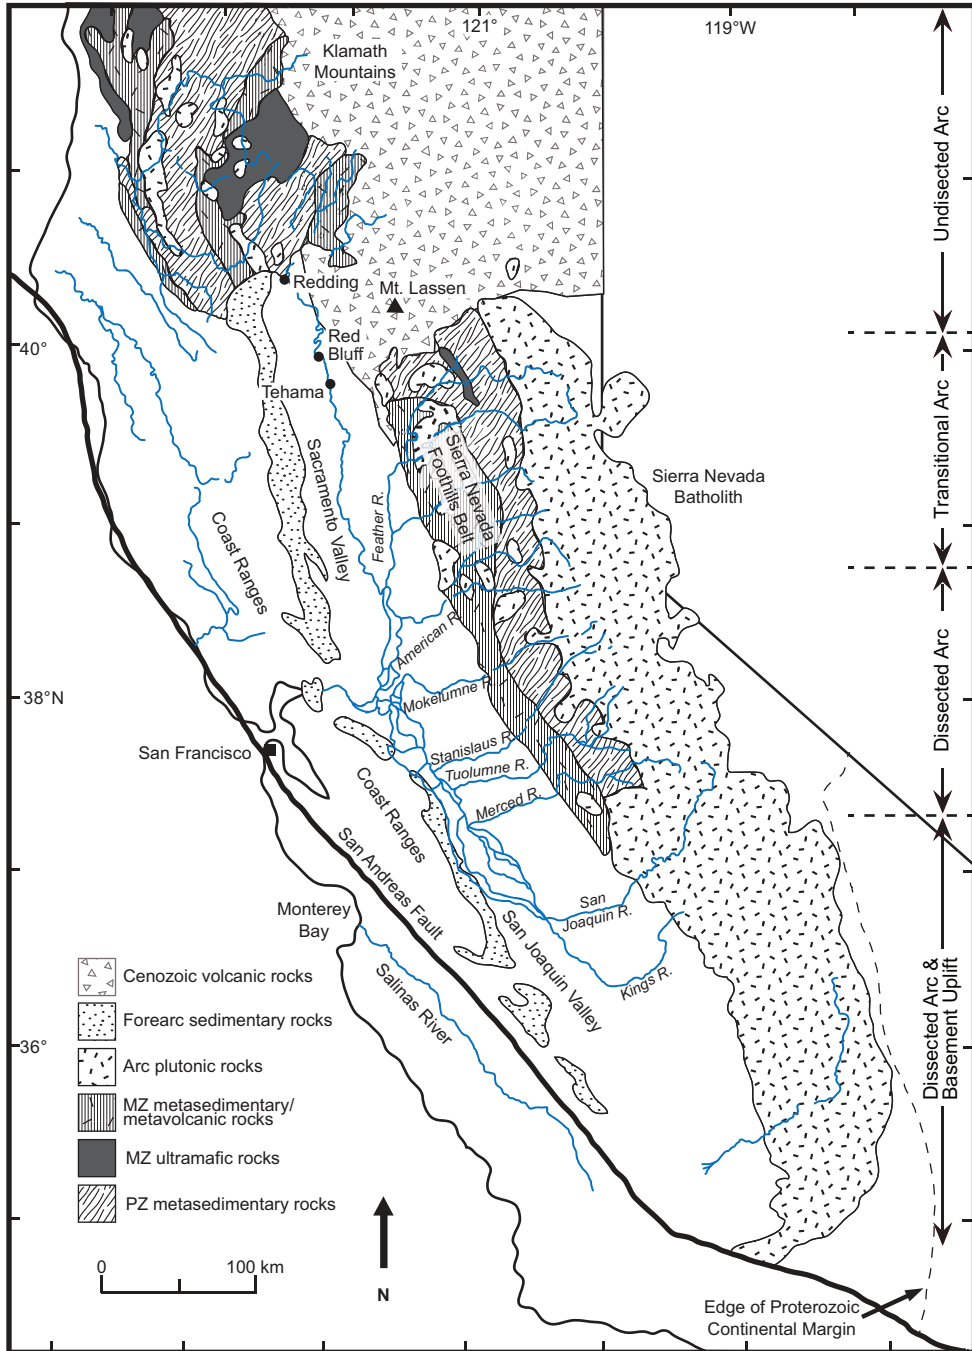 121°
119°W
Klamath
Mountains
Undissected Arc
Redding
Mt. Lassen
Red
Bluff
40°
Tehama
Transitional Arc
Sierra Nevada
Foothills Belt
Sacramento Valley
Sierra Nevada
Batholith
Feather R.
Coast Ranges
American R.
Dissected Arc
38°N
Mokelumne R.
San Francisco
Stanislaus R.
Tuolumne R.
Merced R.
Coast Ranges
San Andreas Fault
Monterey
Bay
San
Joaquin R.
San Joaquin Valley
Kings R.
Salinas River
Dissected Arc &
Basement Uplift
36°
Cenozoic volcanic rocks
Forearc sedimentary rocks
Arc plutonic rocks
MZ metasedimentary/
metavolcanic rocks
MZ ultramafic rocks
PZ metasedimentary rocks
0
100 km
N
Edge of Proterozoic
Continental Margin